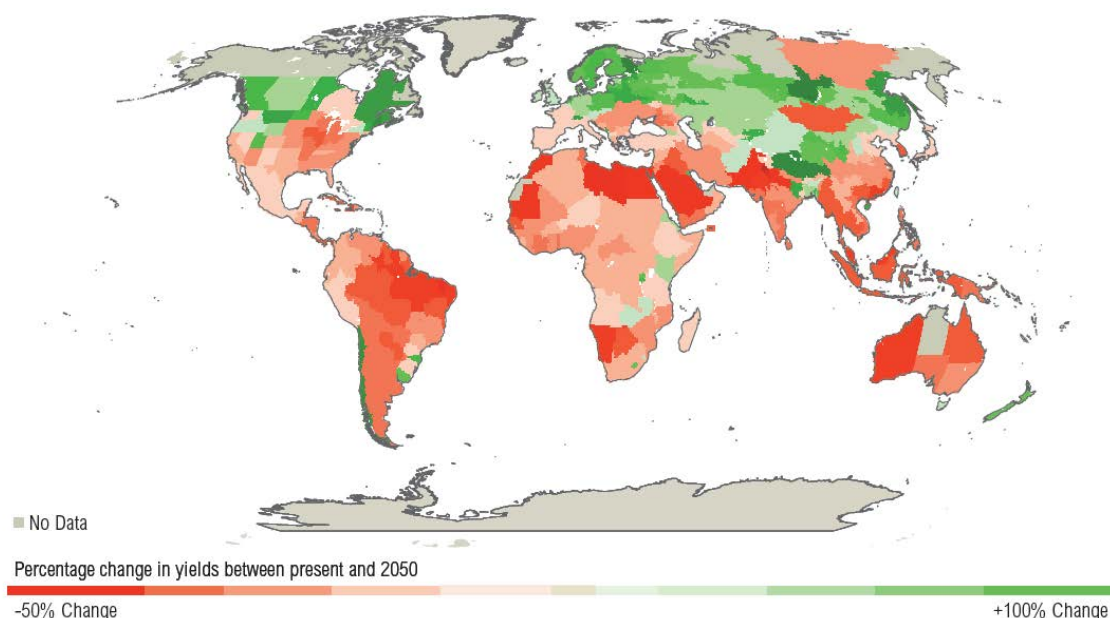 No Data
Percentage change in yields between present and 2050
-50% Change
+100% Change